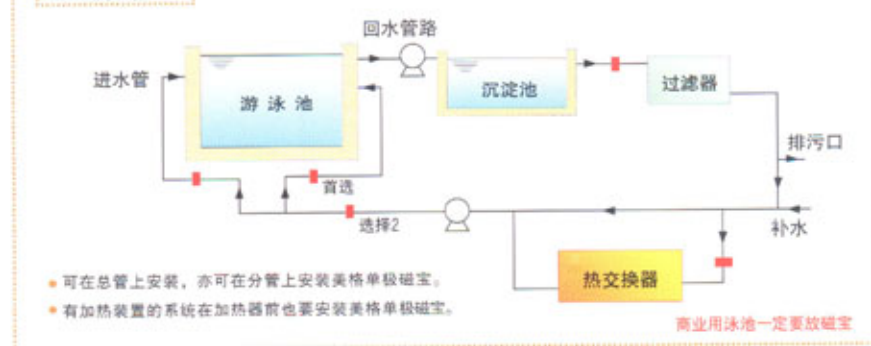 回水管路
进水管
游泳池
沉淀池
过滤器
排污口
首选
选择2
补水
热交换器
可在总管上安装，亦可在分管上安装美格单极磁宝。
有加热装置的系统在加热器前也要安装美格单极磁宝。
商业用泳池一定要放磁宝